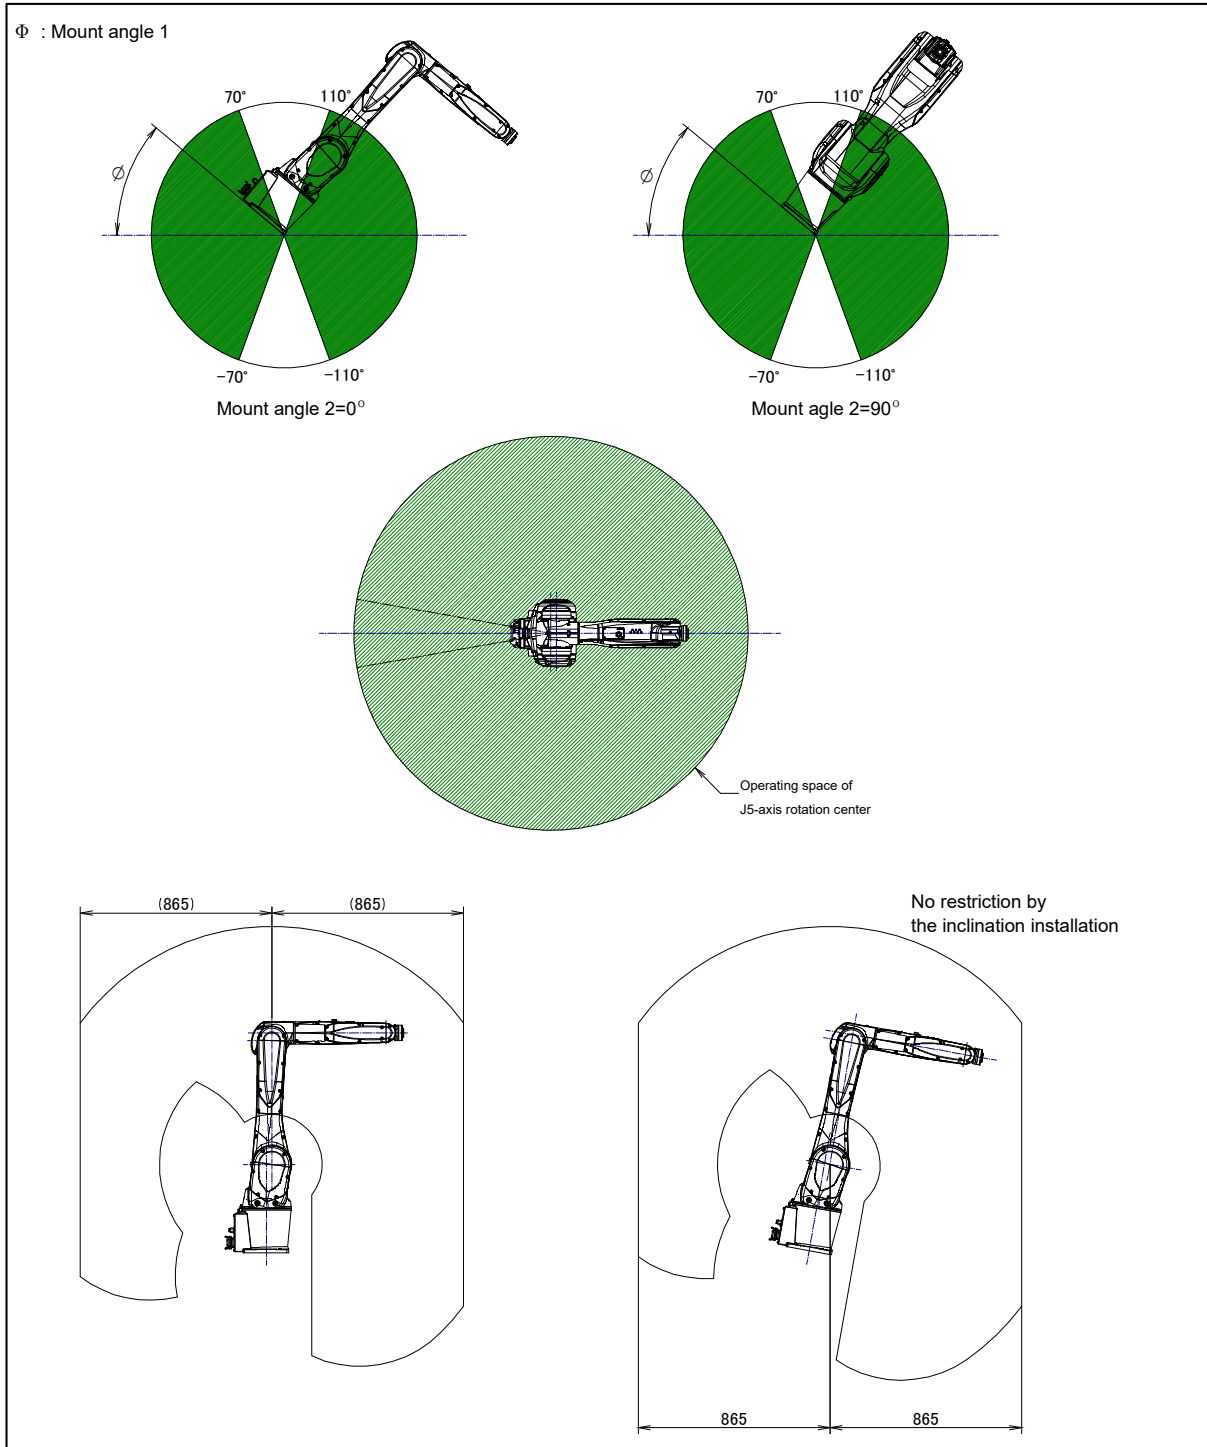 Φ : Mount angle 1
70° 110°
70° 110°
∅
∅
−70° −110°
−70° −110°
Mount angle 2=0°
Mount agle 2=90°
Operating space of
J5-axis rotation center
(865) (865)
No restriction by
the inclination installation
865 865